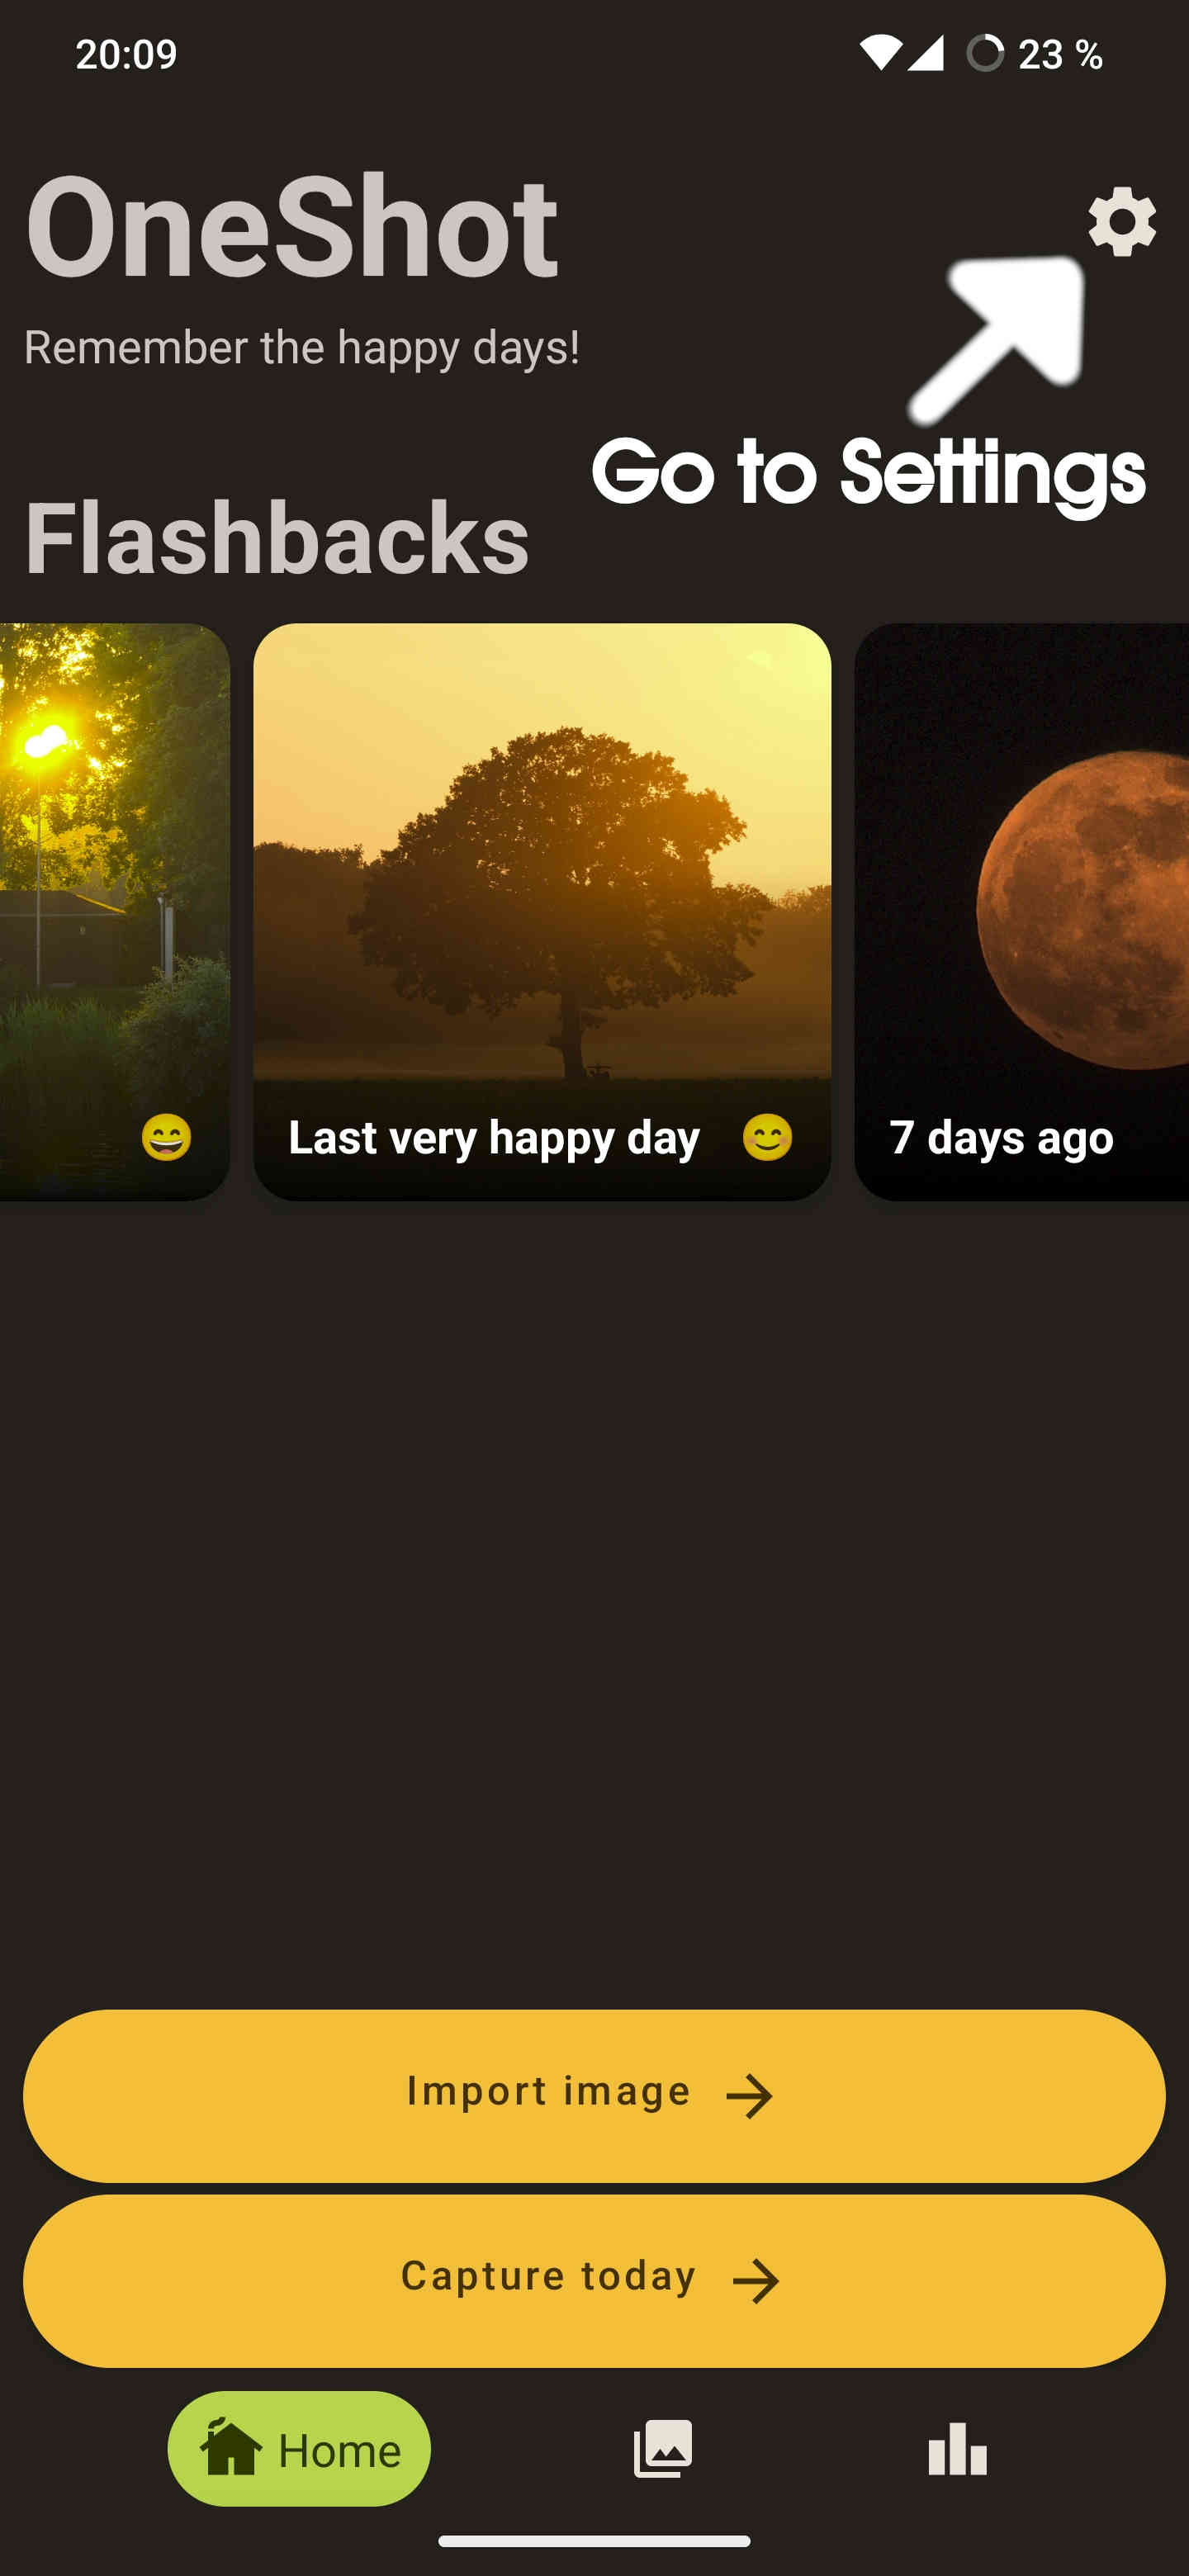 20:09
23 %
OneShot
Remember the happy days!
Go to Settings
Flashbacks
Last very happy day 😊
7 days ago
Import image →
Capture today →
Home